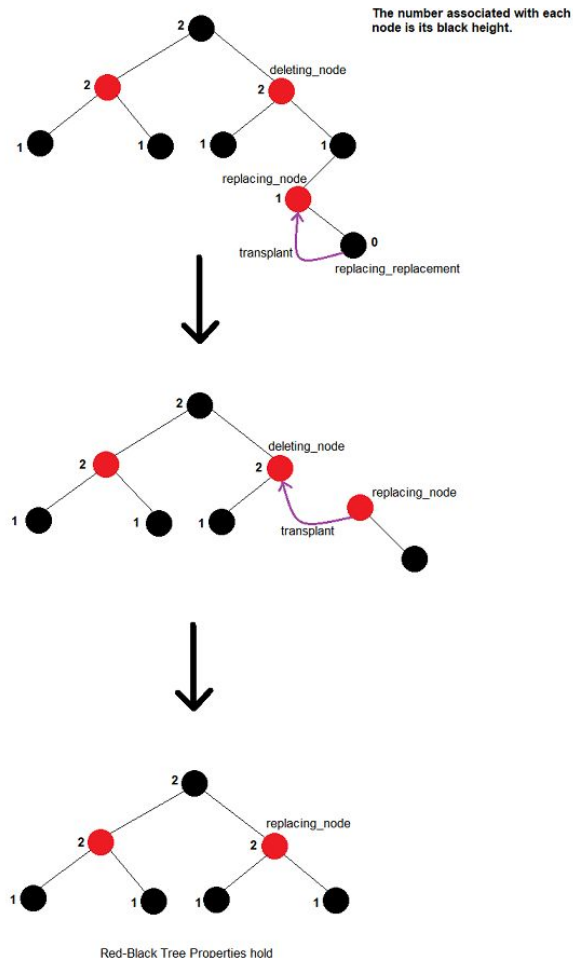 The number associated with each
node is its black height.
2
deleting_node
2
2
1
1
1
1
replacing_node
1
0
transplant
replacing_replacement
2
deleting_node
2
2
replacing_node
1
1
1
transplant
2
replacing_node
2
2
1
1
1
1
Red-Black Tree Properties hold